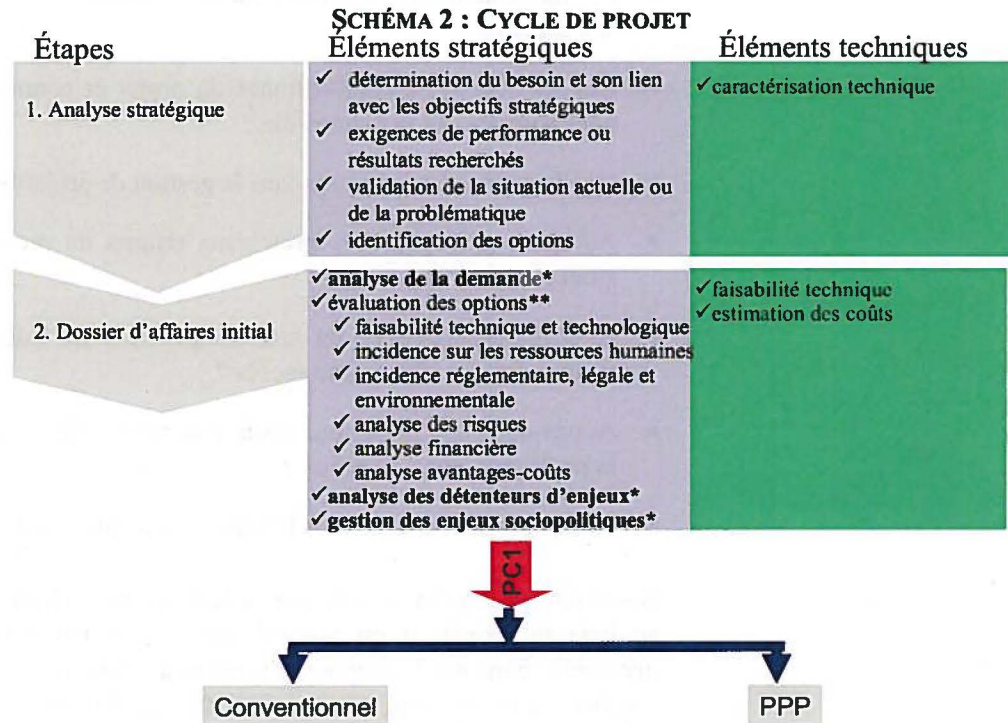 SCHÉMA 2 : CYCLE DE PROJET
Étapes
Éléments stratégiques
Éléments techniques
1. Analyse stratégique
✓ détermination du besoin et son lien
avec les objectifs stratégiques
✓ exigences de performance ou
résultats recherchés
✓ validation de la situation actuelle ou
de la problématique
✓ identification des options
✓caractérisation technique
2. Dossier d'affaires initial
✓analyse de la demande*
✓évaluation des options**
✓ faisabilité technique et technologique
✓ incidence sur les ressources humaines
✓ incidence réglementaire, légale et
environnementale
✓ analyse des risques
✓ analyse financière
✓ analyse avantages-coûts
✓analyse des détenteurs d'enjeux*
✓gestion des enjeux sociopolitiques*
✓faisabilité technique
✓estimation des coûts
PC1
Conventionnel
PPP